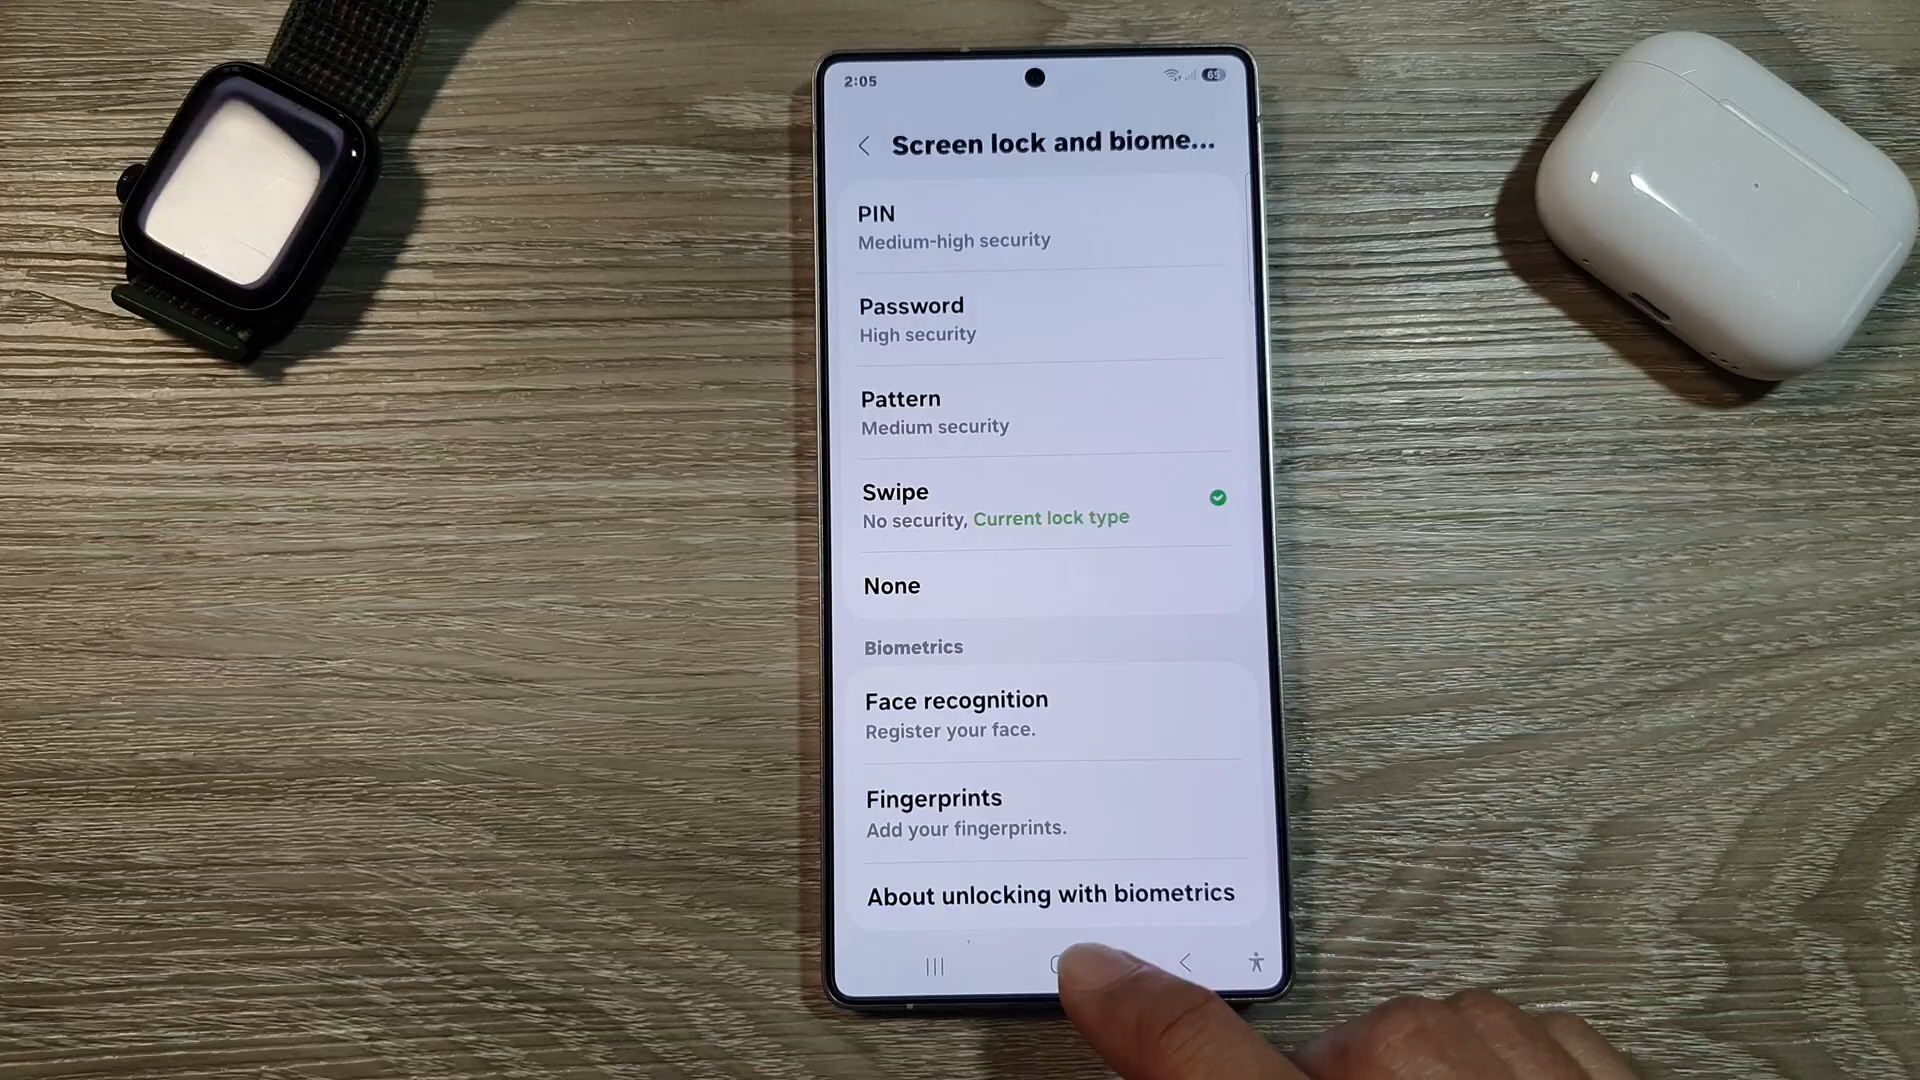 2:05
65
Screen lock and biome...
PIN
Medium-high security
Password
High security
Pattern
Medium security
Swipe
No security, Current lock type
None
Biometrics
Face recognition
Register your face.
Fingerprints
Add your fingerprints.
About unlocking with biometrics